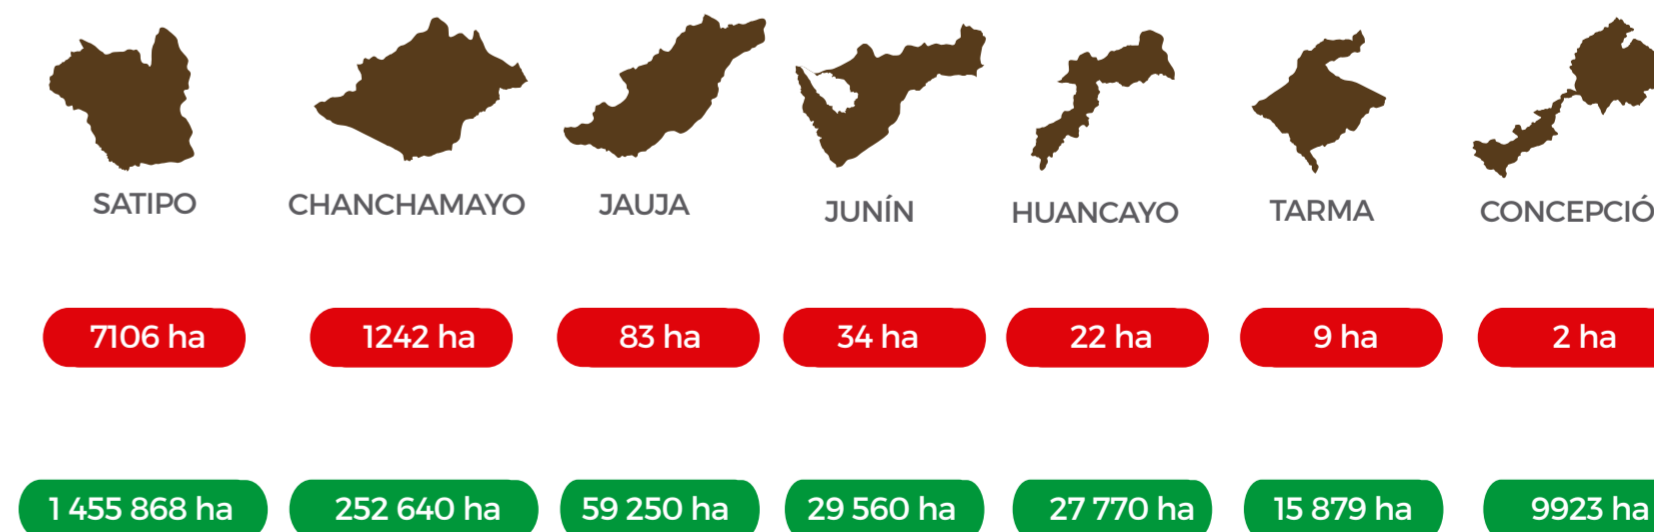 SATIPO CHANCHAMAYO JAUJA JUNÍN HUANCAYO TARMA CONCEPCIÓ
7106 ha 1242 ha 83 ha 34 ha 22 ha 9 ha 2 ha
1 455 868 ha 252 640 ha 59 250 ha 29 560 ha 27 770 ha 15 879 ha 9923 ha